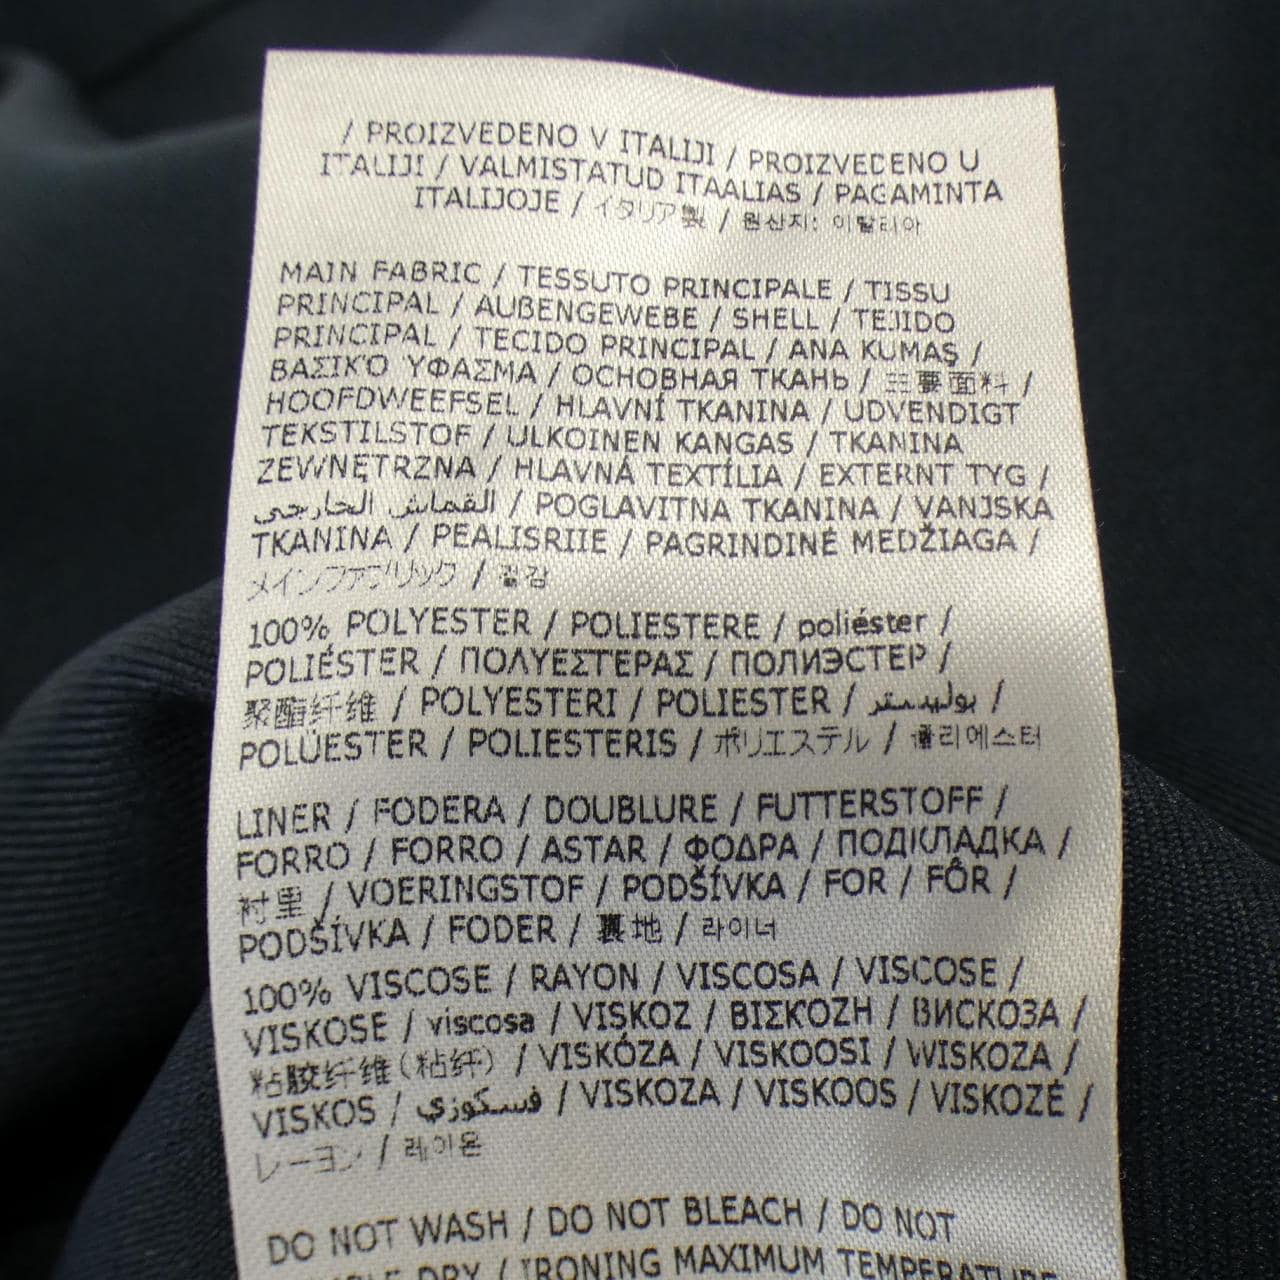 / PROIZVEDENO V ITALIJI / PROIZVEDENO U
ITALIJI / VALMISTATUD ITAALIAS / PAGAMINTA
ITALIJOJE / イタリア製 / 원산지: 이탈리아
MAIN FABRIC / TESSUTO PRINCIPALE / TISSU
PRINCIPAL / AUßENGEWEBE / SHELL / TEJIDO
PRINCIPAL / TECIDO PRINCIPAL / ANA KUMAŞ /
ΒΑΣΙΚΌ ΥΦΑΣΜΑ / ОСНОВНАЯ ТКАНЬ / 主要面料 /
HOOFDWEEFSEL / HLAVNÍ TKANINA / UDVENDIGT
TEKSTILSTOF / ULKOINEN KANGAS / TKANINA
ZEWNĘTRZNA / HLAVNÁ TEXTÍLIA / EXTERNT TYG /
القماش الخارجي / POGLAVITNA TKANINA / VANJSKA
TKANINA / PEALISRIIE / PAGRINDINĖ MEDŽIAGA /
メインファブリック / 겉감
100% POLYESTER / POLIESTERE / poliéster /
POLIÉSTER / ΠΟΛΥΕΣΤΕΡΑΣ / ПОЛИЭСТЕР /
聚酯纤维 / POLYESTERI / POLIESTER / بوليستر /
POLÜESTER / POLIESTERIS / ポリエステル / 폴리에스터
LINER / FODERA / DOUBLURE / FUTTERSTOFF /
FORRO / FORRO / ASTAR / ΦΟΔΡΑ / ПОДКЛАДКА /
衬里 / VOERINGSTOF / PODŠÍVKA / FOR / FÔR /
PODŠÍVKA / FODER / 裏地 / 라이너
100% VISCOSE / RAYON / VISCOSA / VISCOSE /
VISKOSE / viscosa / VISKOZ / ΒΙΣΚΟΖΗ / ВИСКОЗА /
粘胶纤维(粘纤) / VISKÓZA / VISKOOSI / WISKOZA /
VISKOS / فسكوزي / VISKOZA / VISKOOS / VISKOZĖ /
レーヨン / 레이온
DO NOT WASH / DO NOT BLEACH / DO NOT
DRY / IRONING MAXIMUM TEMPERATURE